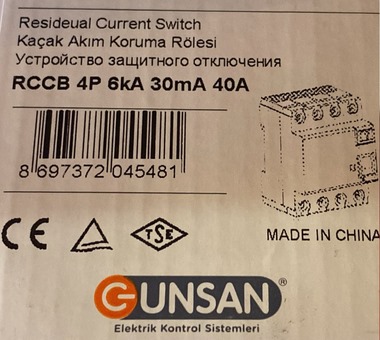 Resideual Current Switch
Kaçak Akım Koruma Rölesi
Устройство защитного отключения
RCCB 4P 6kA 30mA 40A
8 697372 045481
CE
TSE
MADE IN CHINA
GUNSAN®
Elektrik Kontrol Sistemleri